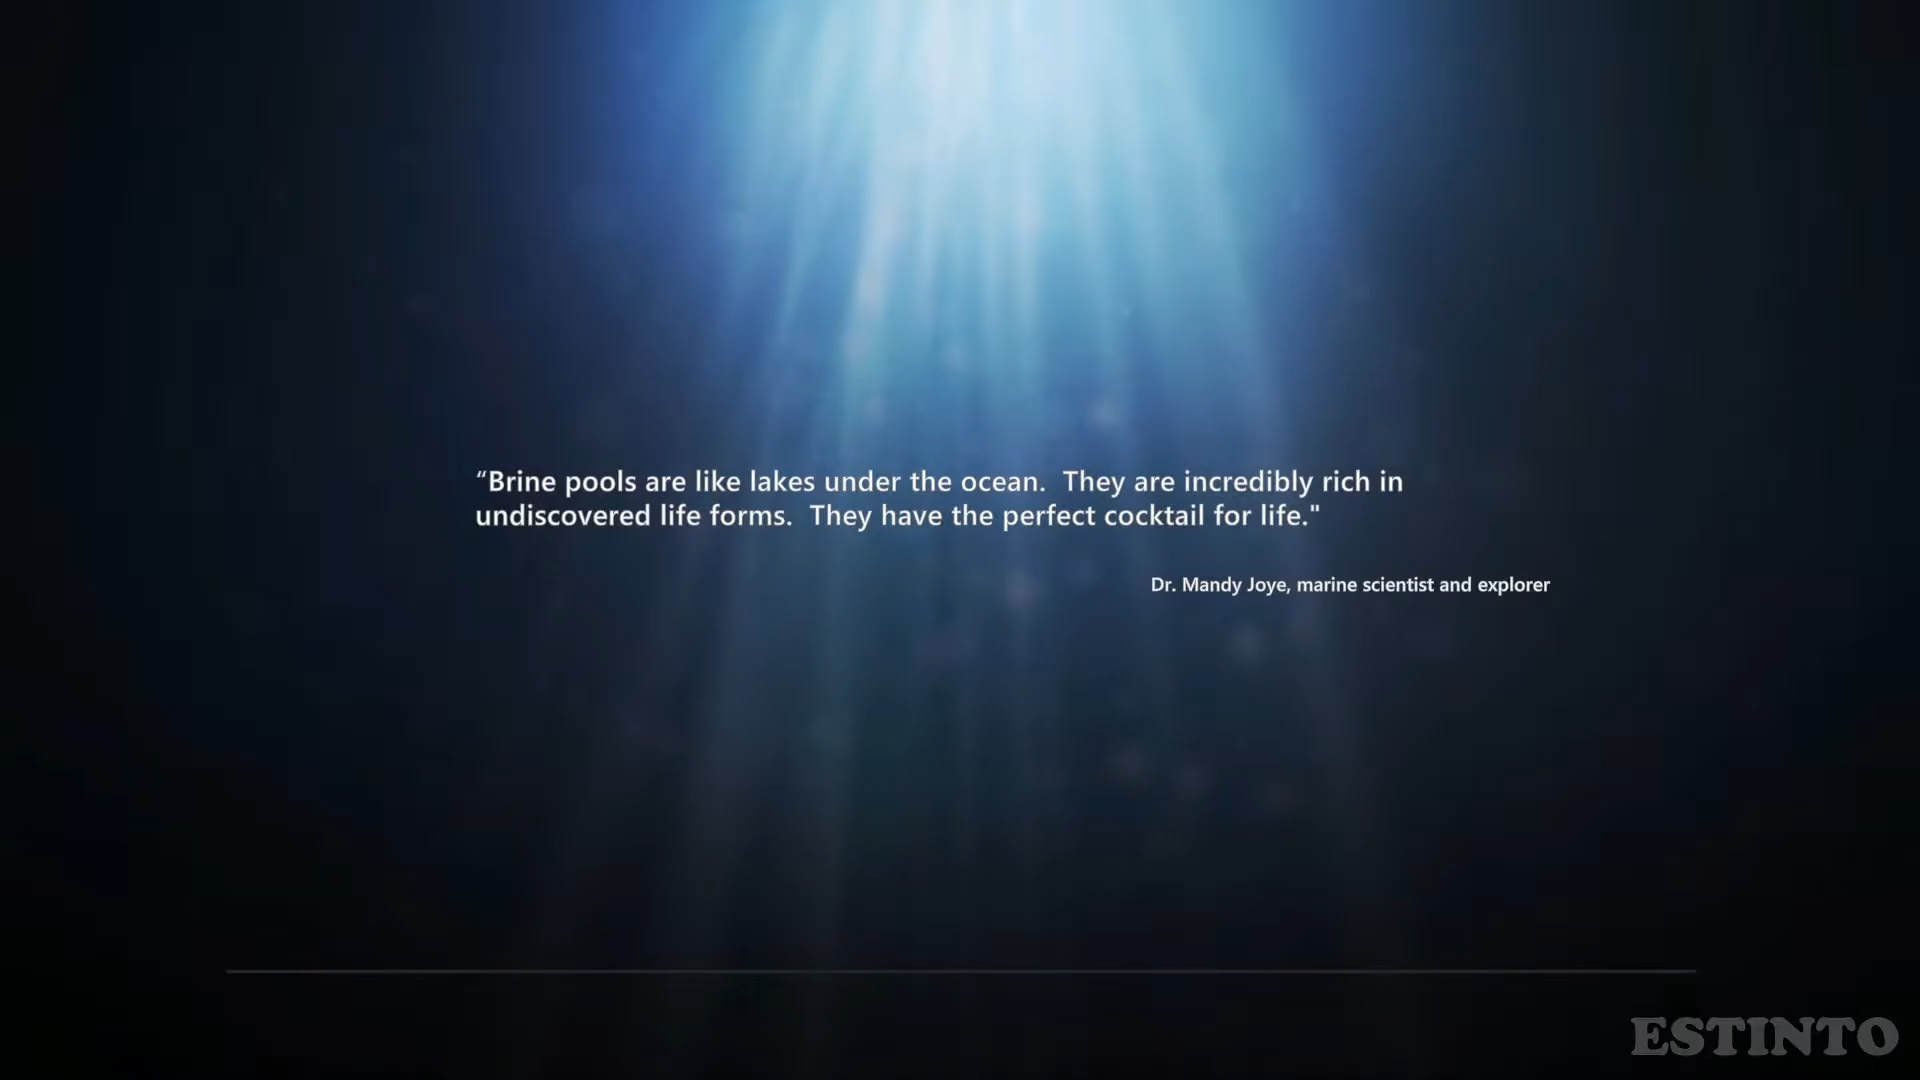 “Brine pools are like lakes under the ocean.  They are incredibly rich in
undiscovered life forms.  They have the perfect cocktail for life."
Dr. Mandy Joye, marine scientist and explorer
ESTINTO